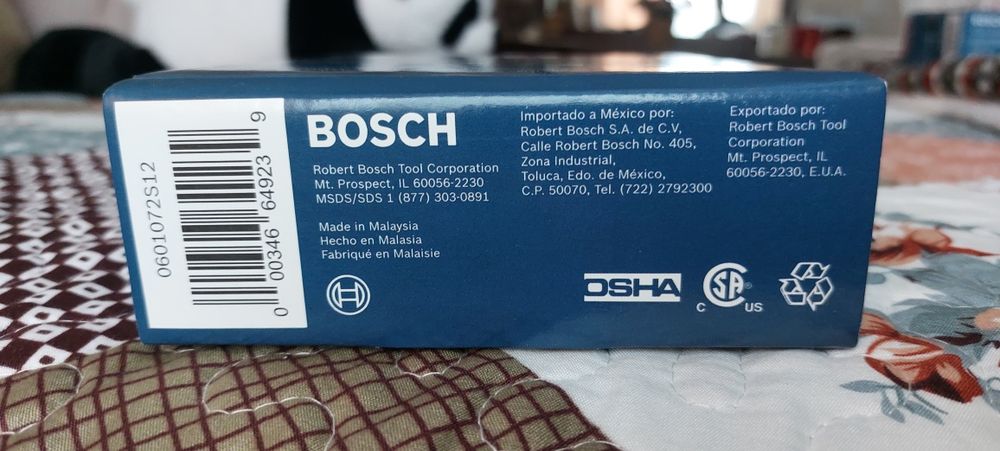 0601072S12
0 00346 64923 9
BOSCH
Robert Bosch Tool Corporation
Mt. Prospect, IL 60056-2230
MSDS/SDS 1 (877) 303-0891
Made in Malaysia
Hecho en Malasia
Fabriqué en Malaisie
Importado a México por:
Robert Bosch S.A. de C.V,
Calle Robert Bosch No. 405,
Zona Industrial,
Toluca, Edo. de México,
C.P. 50070, Tel. (722) 2792300
Exportado por:
Robert Bosch Tool
Corporation
Mt. Prospect, IL
60056-2230, E.U.A.
OSHA
C SA ® US